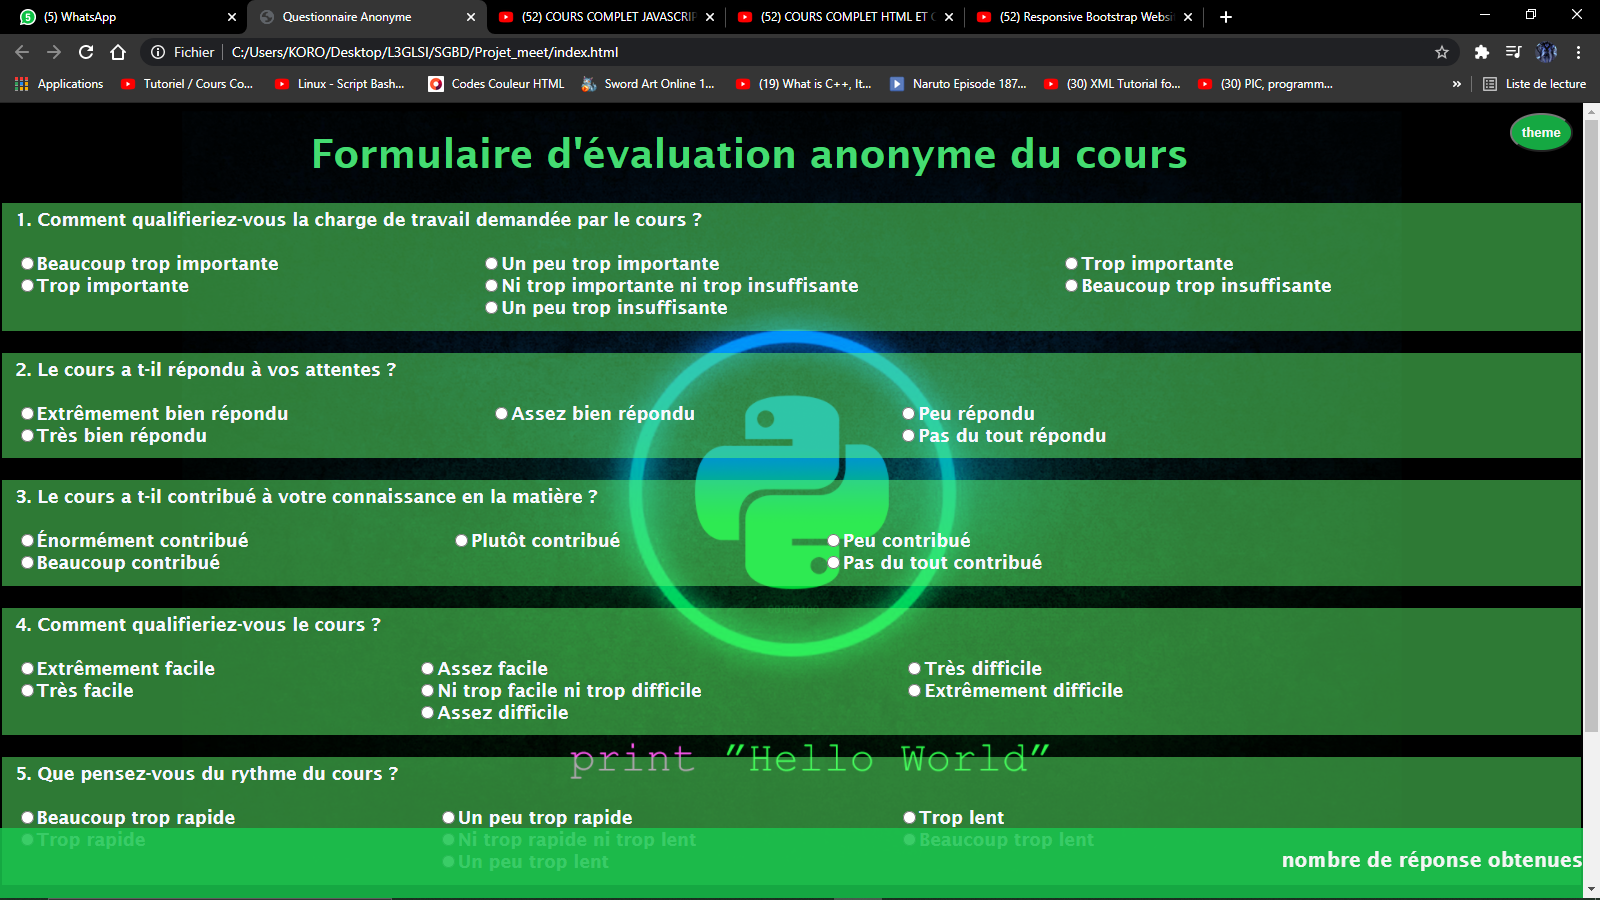 (5) WhatsApp
Questionnaire Anonyme
(52) COURS COMPLET JAVASCRI
(52) COURS COMPLET HTML ET
(52) Responsive Bootstrap Websi
Fichier
C:/Users/KORO/Desktop/L3GLSI/SGBD/Projet_meet/index.html
Applications
Tutoriel / Cours Co...
Linux - Script Bash...
Codes Couleur HTML
Sword Art Online 1...
(19) What is C++, It...
Naruto Episode 187...
(30) XML Tutorial fo...
(30) PIC, programm...
»
Liste de lecture
theme
Formulaire d'évaluation anonyme du cours
1. Comment qualifieriez-vous la charge de travail demandée par le cours ?
Beaucoup trop importante
Trop importante
Un peu trop importante
Ni trop importante ni trop insuffisante
Un peu trop insuffisante
Trop importante
Beaucoup trop insuffisante
2. Le cours a t-il répondu à vos attentes ?
Extrêmement bien répondu
Très bien répondu
Assez bien répondu
Peu répondu
Pas du tout répondu
3. Le cours a t-il contribué à votre connaissance en la matière ?
Énormément contribué
Beaucoup contribué
Plutôt contribué
Peu contribué
Pas du tout contribué
4. Comment qualifieriez-vous le cours ?
Extrêmement facile
Très facile
Assez facile
Ni trop facile ni trop difficile
Assez difficile
Très difficile
Extrêmement difficile
print "Hello World"
5. Que pensez-vous du rythme du cours ?
Beaucoup trop rapide
Trop rapide
Un peu trop rapide
Ni trop rapide ni trop lent
Un peu trop lent
Trop lent
Beaucoup trop lent
nombre de réponse obtenues